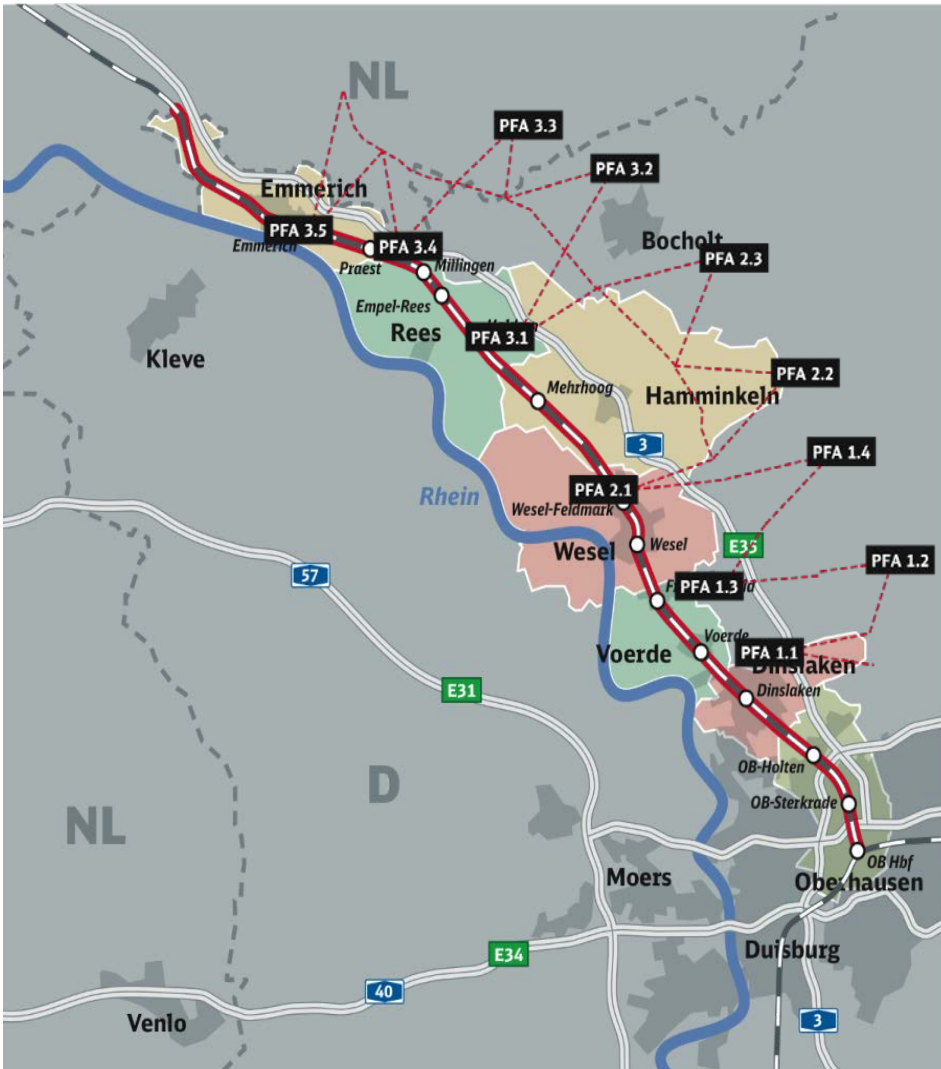 NL
PFA 3.3
PFA 3.2
Emmerich
PFA 3.5
Emmerich
PFA 3.4
Bocholt
PFA 2.3
Praest
Millingen
Empel-Rees
Rees
PFA 3.1
Kleve
PFA 2.2
Mehrhoog
Hamminkeln
3
PFA 1.4
Rhein
PFA 2.1
Wesel-Feldmark
Wesel
Wesel
E35
57
PFA 1.2
PFA 1.3
Voerde
Voerde
PFA 1.1
Dinslaken
Dinslaken
E31
OB-Holten
D
NL
OB-Sterkrade
OB Hbf
Moers
Oberhausen
Duisburg
E34
40
Venlo
3